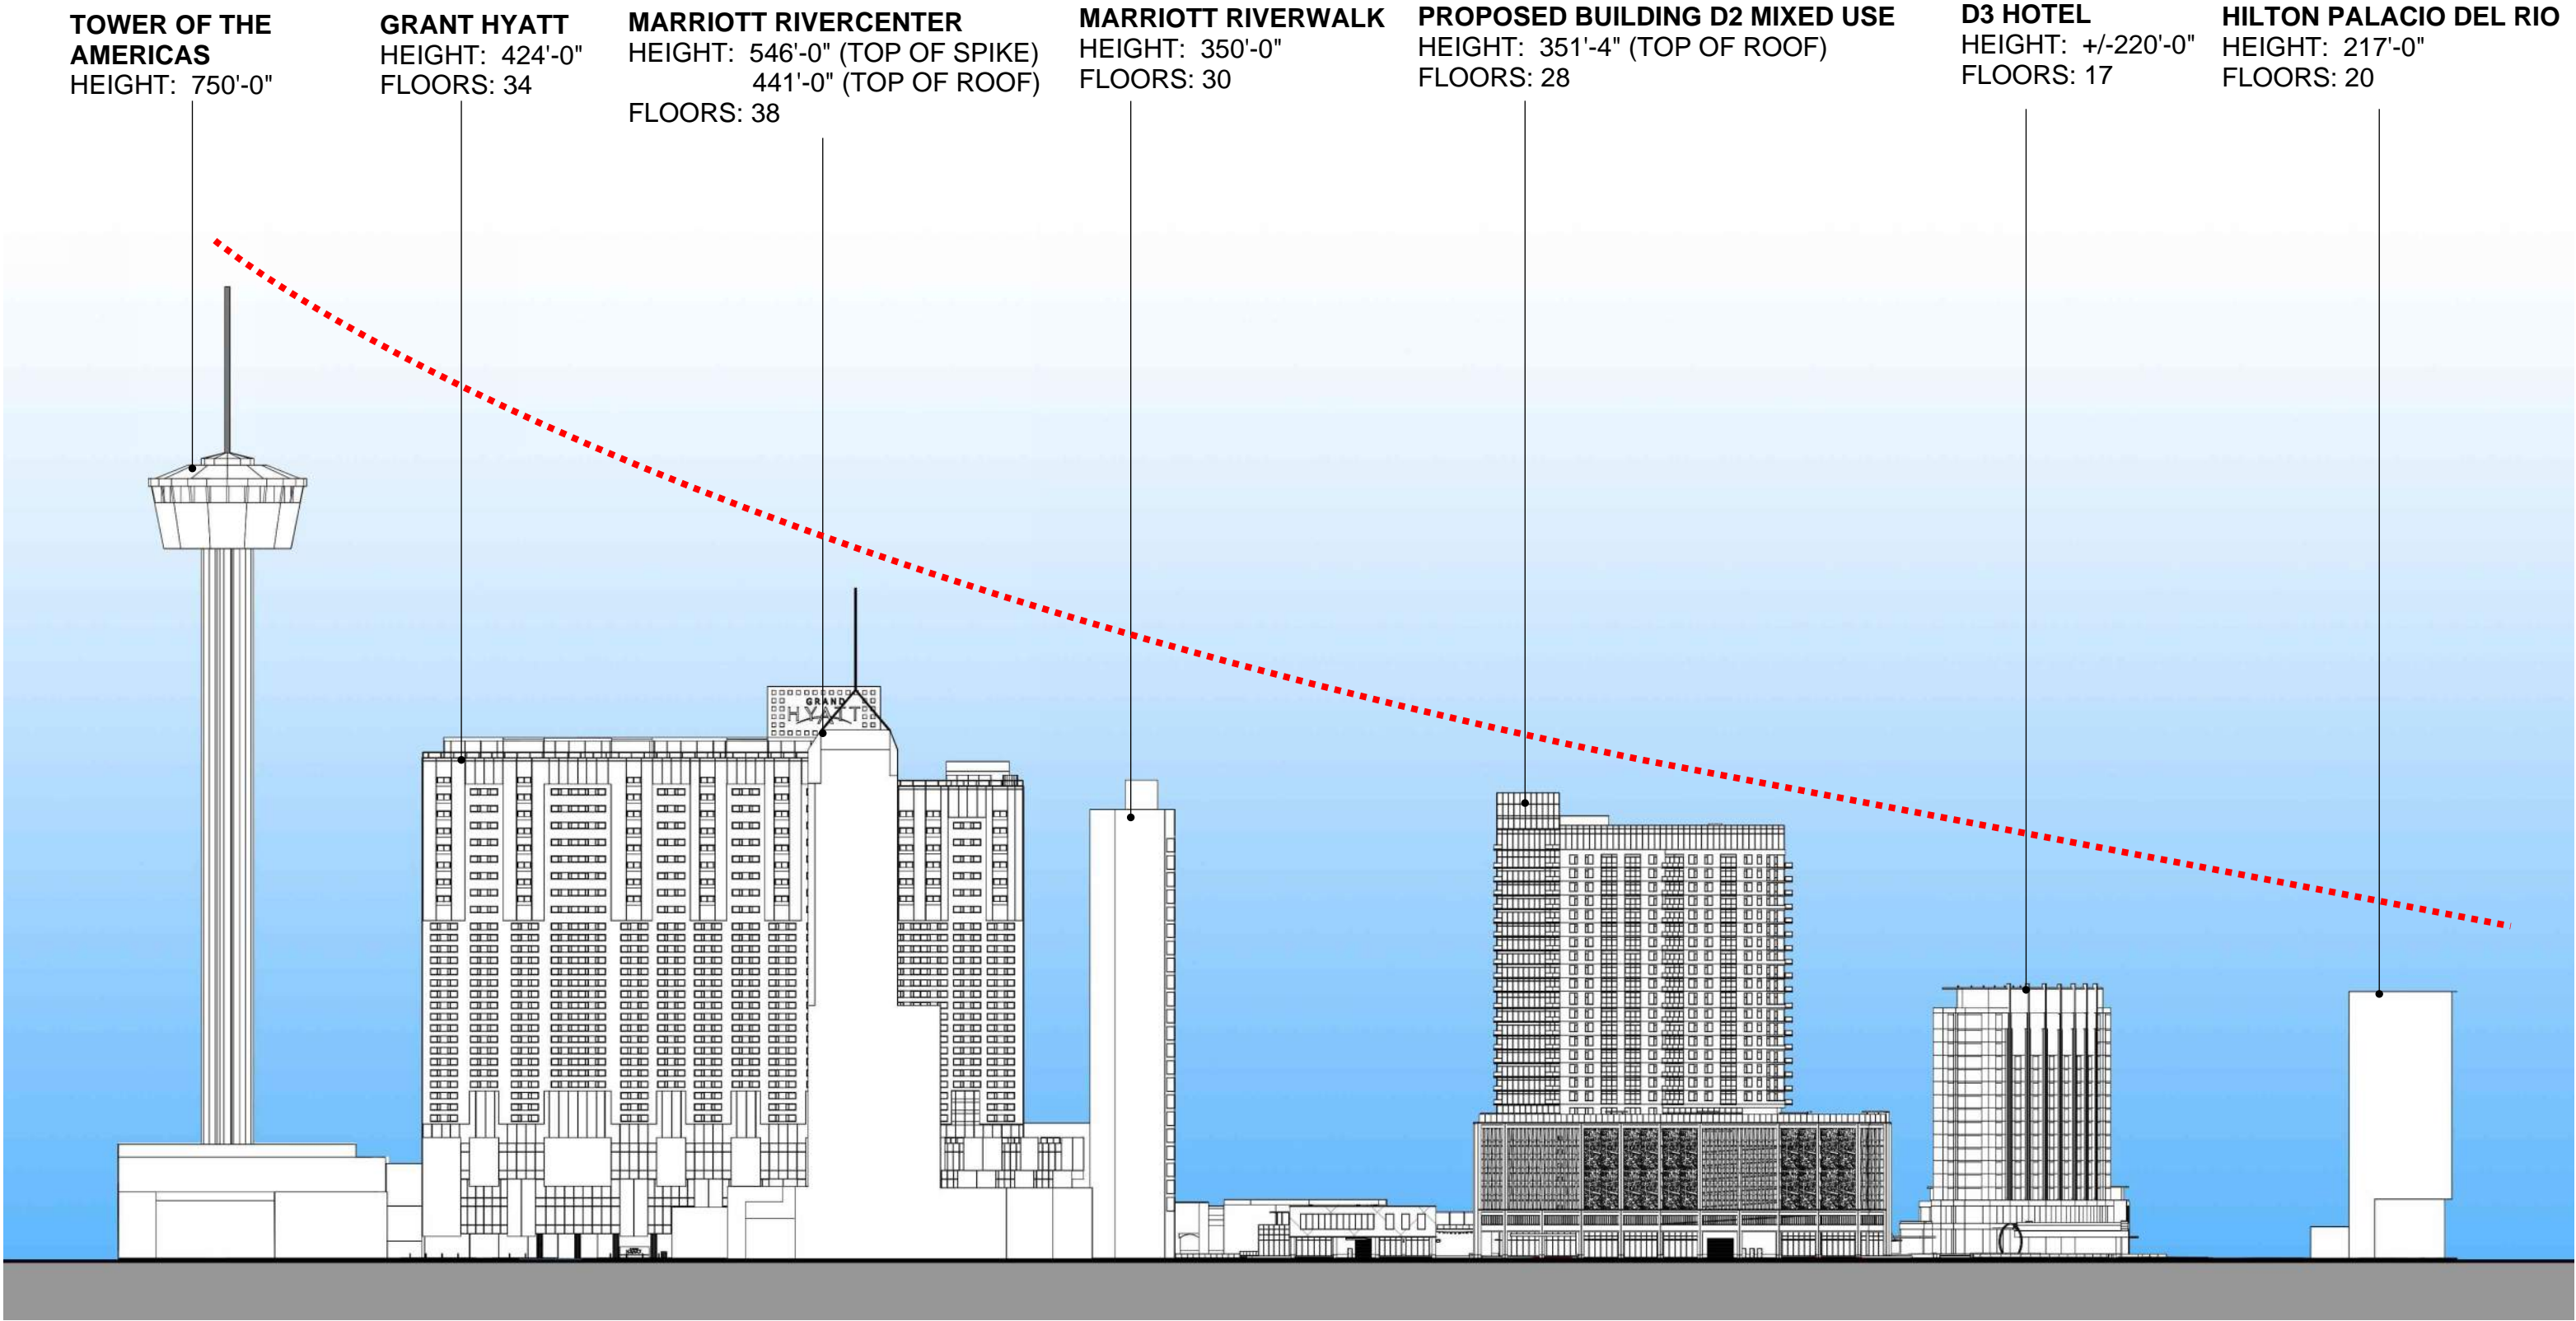 TOWER OF THE
AMERICAS
HEIGHT: 750'-0"
GRANT HYATT
HEIGHT: 424'-0"
FLOORS: 34
MARRIOTT RIVERCENTER
HEIGHT: 546'-0" (TOP OF SPIKE)
441'-0" (TOP OF ROOF)
FLOORS: 38
MARRIOTT RIVERWALK
HEIGHT: 350'-0"
FLOORS: 30
PROPOSED BUILDING D2 MIXED USE
HEIGHT: 351'-4" (TOP OF ROOF)
FLOORS: 28
D3 HOTEL
HEIGHT: +/-220'-0"
FLOORS: 17
HILTON PALACIO DEL RIO
HEIGHT: 217'-0"
FLOORS: 20
GRAND
HYATT